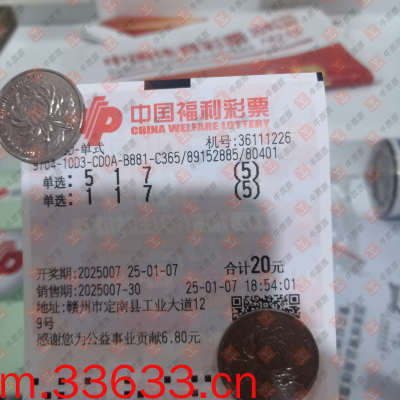 中国福利彩票
CHINA WELFARE LOTTERY
-单式 机号:36111226
9704-10D3-CD0A-B881-C365/89152885/80401
单选: 5 1 7 (5)
单选: 1 1 7 (5)
开奖期:2025007 25-01-07 合计20元
销售期:2025007-30 25-01-07 18:54:01
地址:赣州市定南县工业大道12
9号
感谢您为公益事业贡献6.80元
m.33633.cn